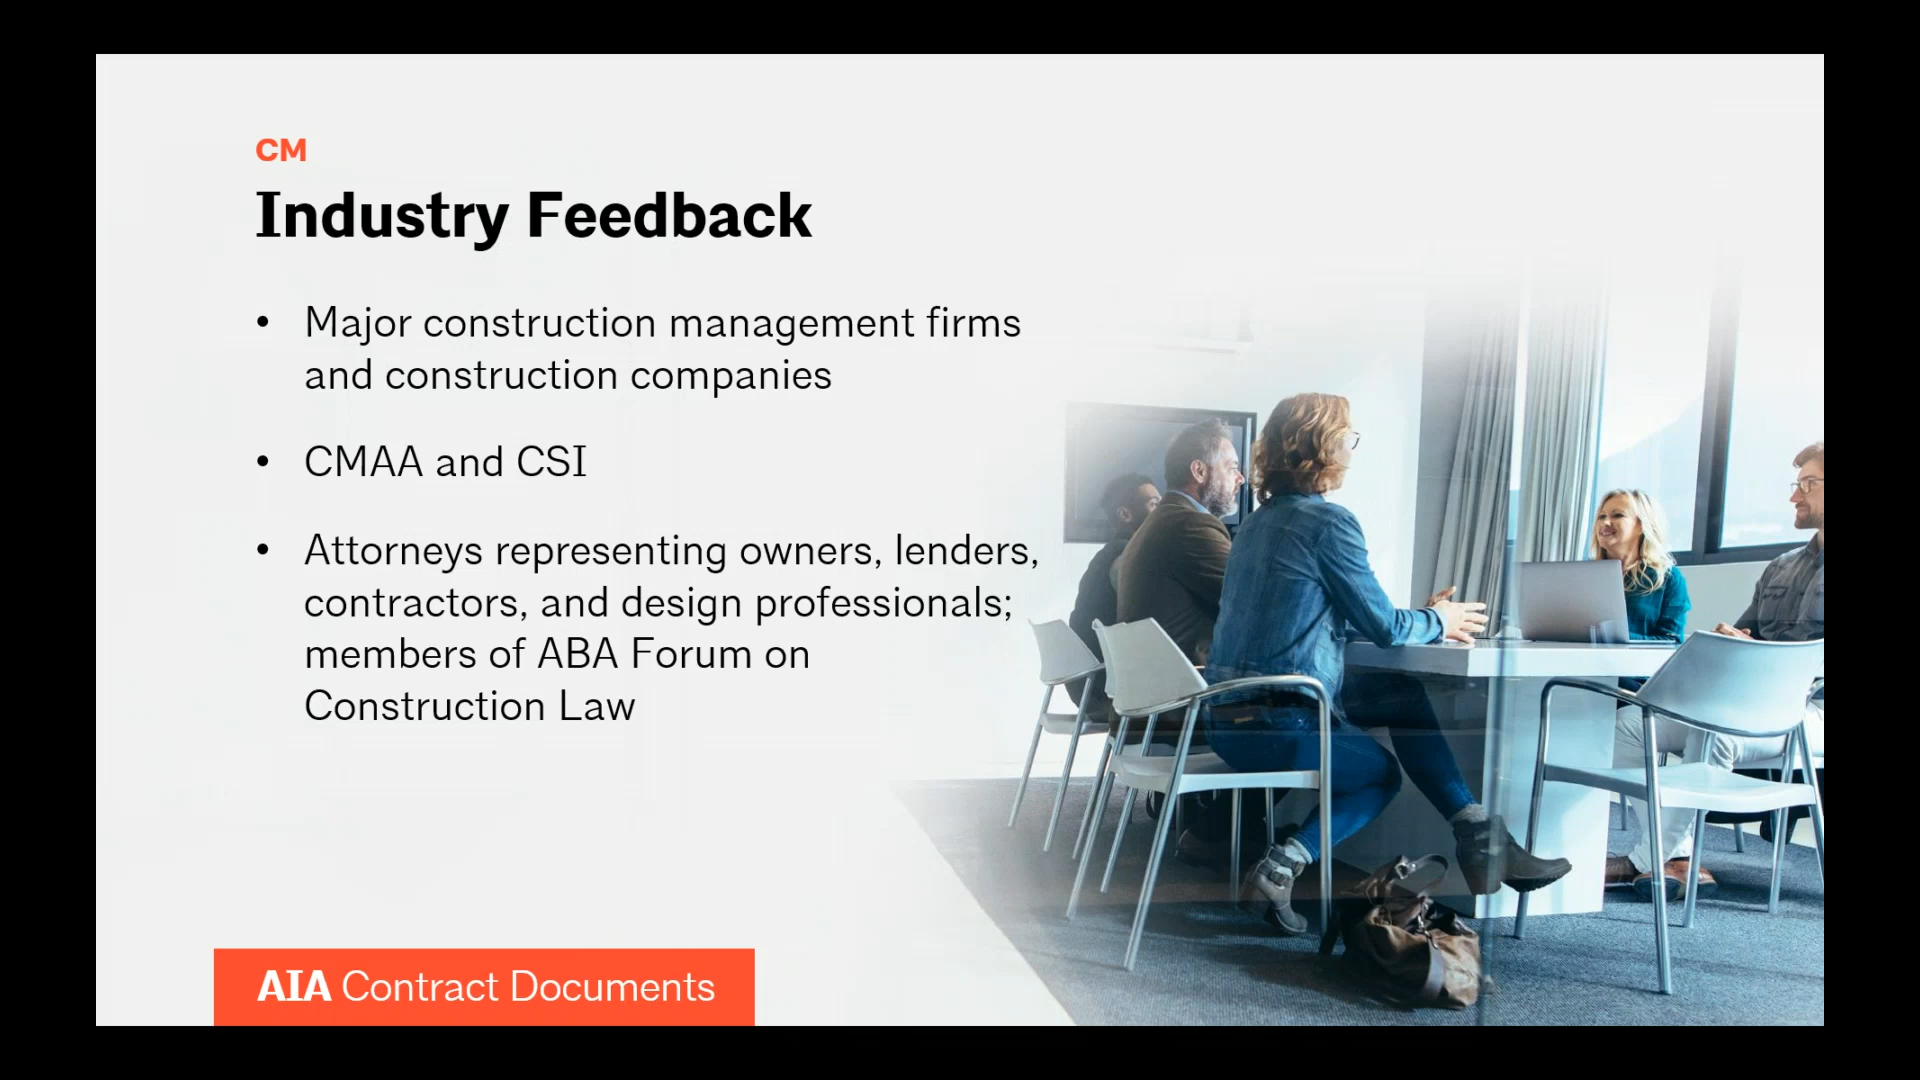 CM
Industry Feedback
• Major construction management firms
and construction companies
• CMAA and CSI
• Attorneys representing owners, lenders,
contractors, and design professionals;
members of ABA Forum on
Construction Law
AIA Contract Documents